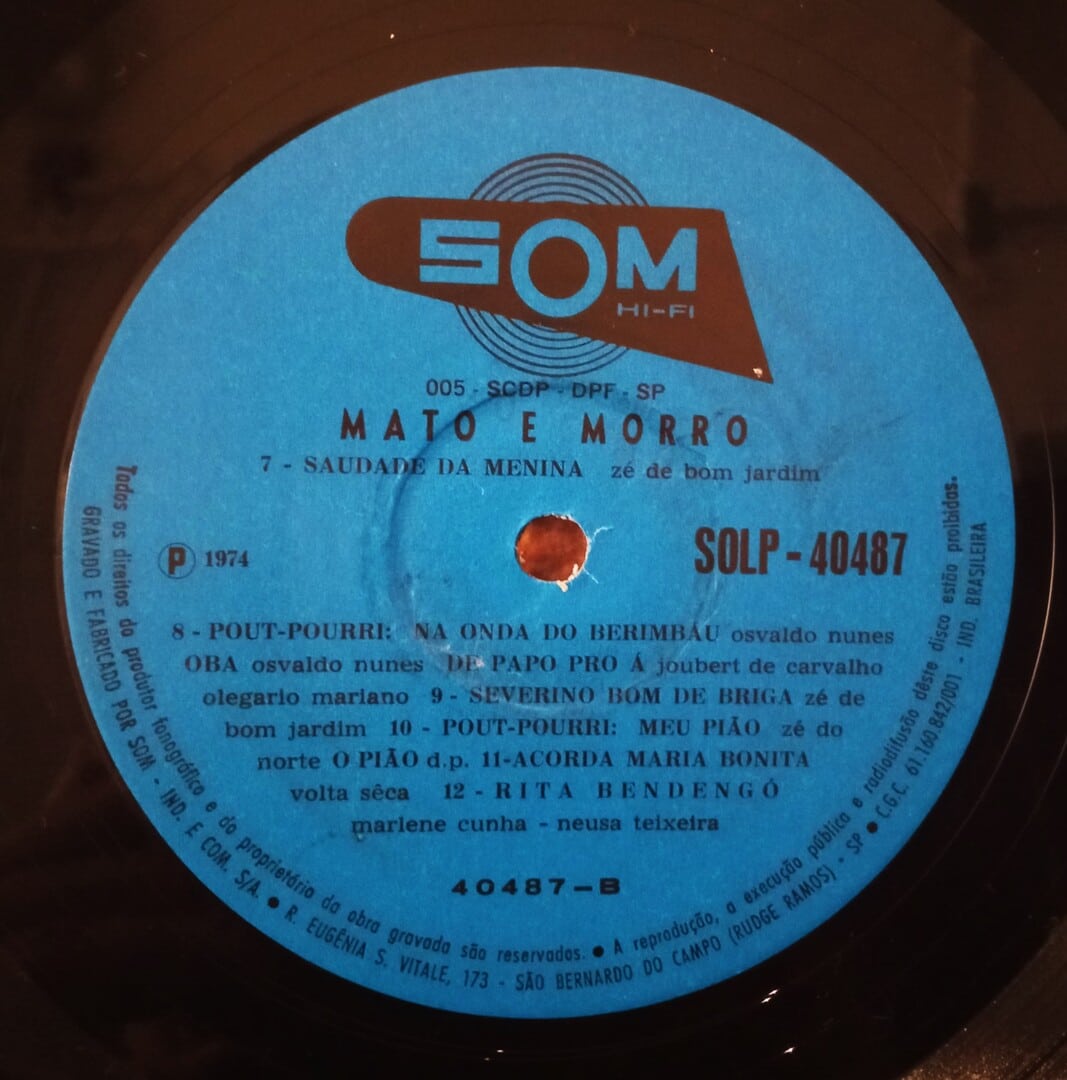 SOM
HI-FI
005 - SCDP - DPF - SP
MATO E MORRO
7 - SAUDADE DA MENINA zé de bom jardim
P 1974
SOLP - 40487
8 - POUT-POURRI: NA ONDA DO BERIMBAU osvaldo nunes
OBA osvaldo nunes DE PAPO PRO Á joubert de carvalho
olegario mariano 9 - SEVERINO BOM DE BRIGA zé de
bom jardim 10 - POUT-POURRI: MEU PIÃO zé do
norte O PIÃO d.p. 11-ACORDA MARIA BONITA
volta sêca 12 - RITA BENDENGÓ
marlene cunha - neusa teixeira
40487-B
Todos os direitos do produtor fonográfico e do proprietário da obra gravada são reservados. ● A reprodução, a execução pública e radiodifusão dêste disco estão proibidas.
GRAVADO E FABRICADO POR SOM - IND. E COM. S/A. ● R. EUGÊNIA S. VITALE, 173 - SÃO BERNARDO DO CAMPO (RUDGE RAMOS) - SP ● C.G.C. 61.160.842/001 - IND. BRASILEIRA